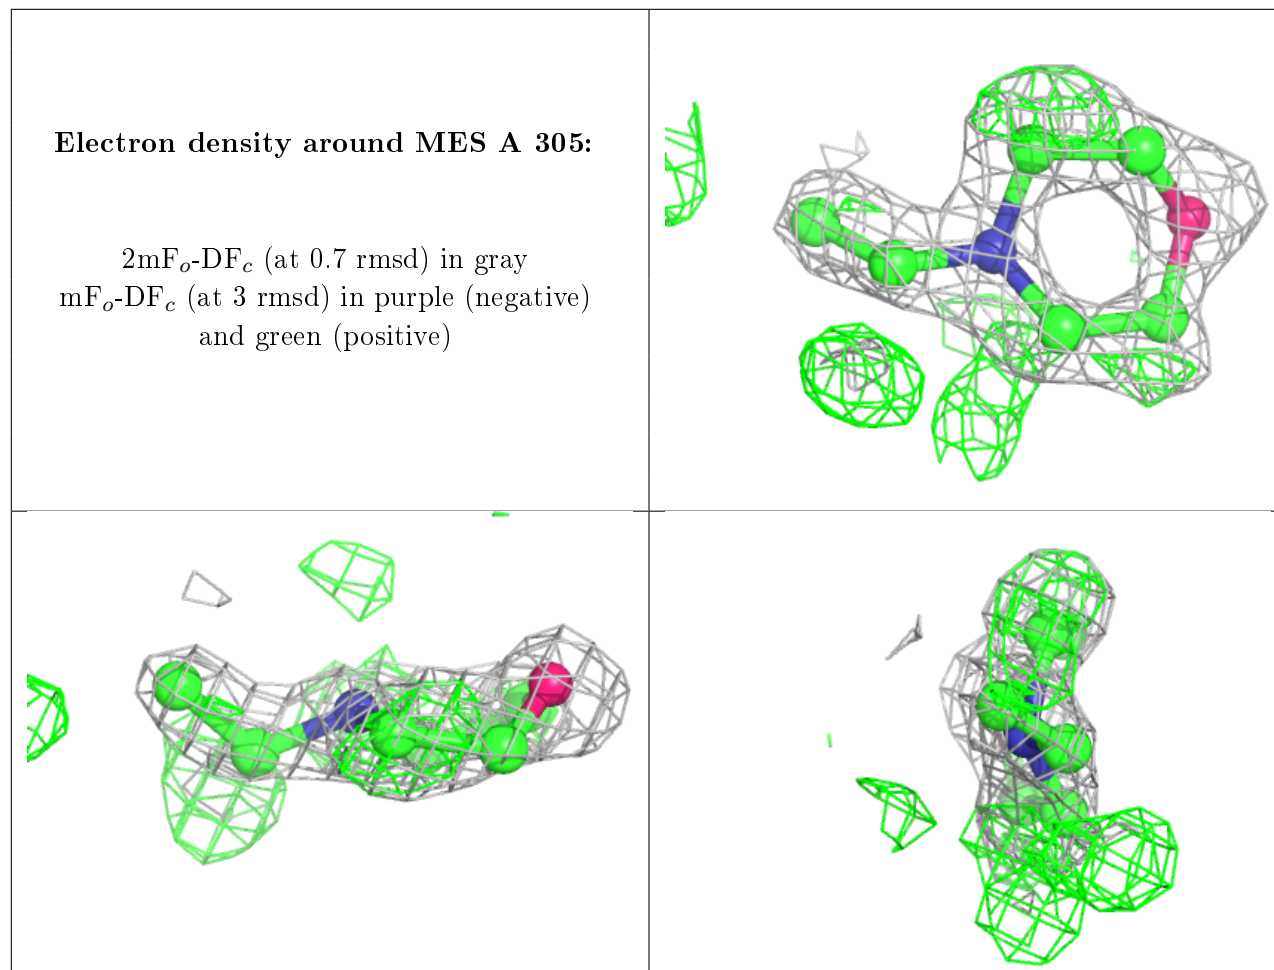 Electron density around MES A 305:
2mFo-DFc (at 0.7 rmsd) in gray
mFo-DFc (at 3 rmsd) in purple (negative)
and green (positive)